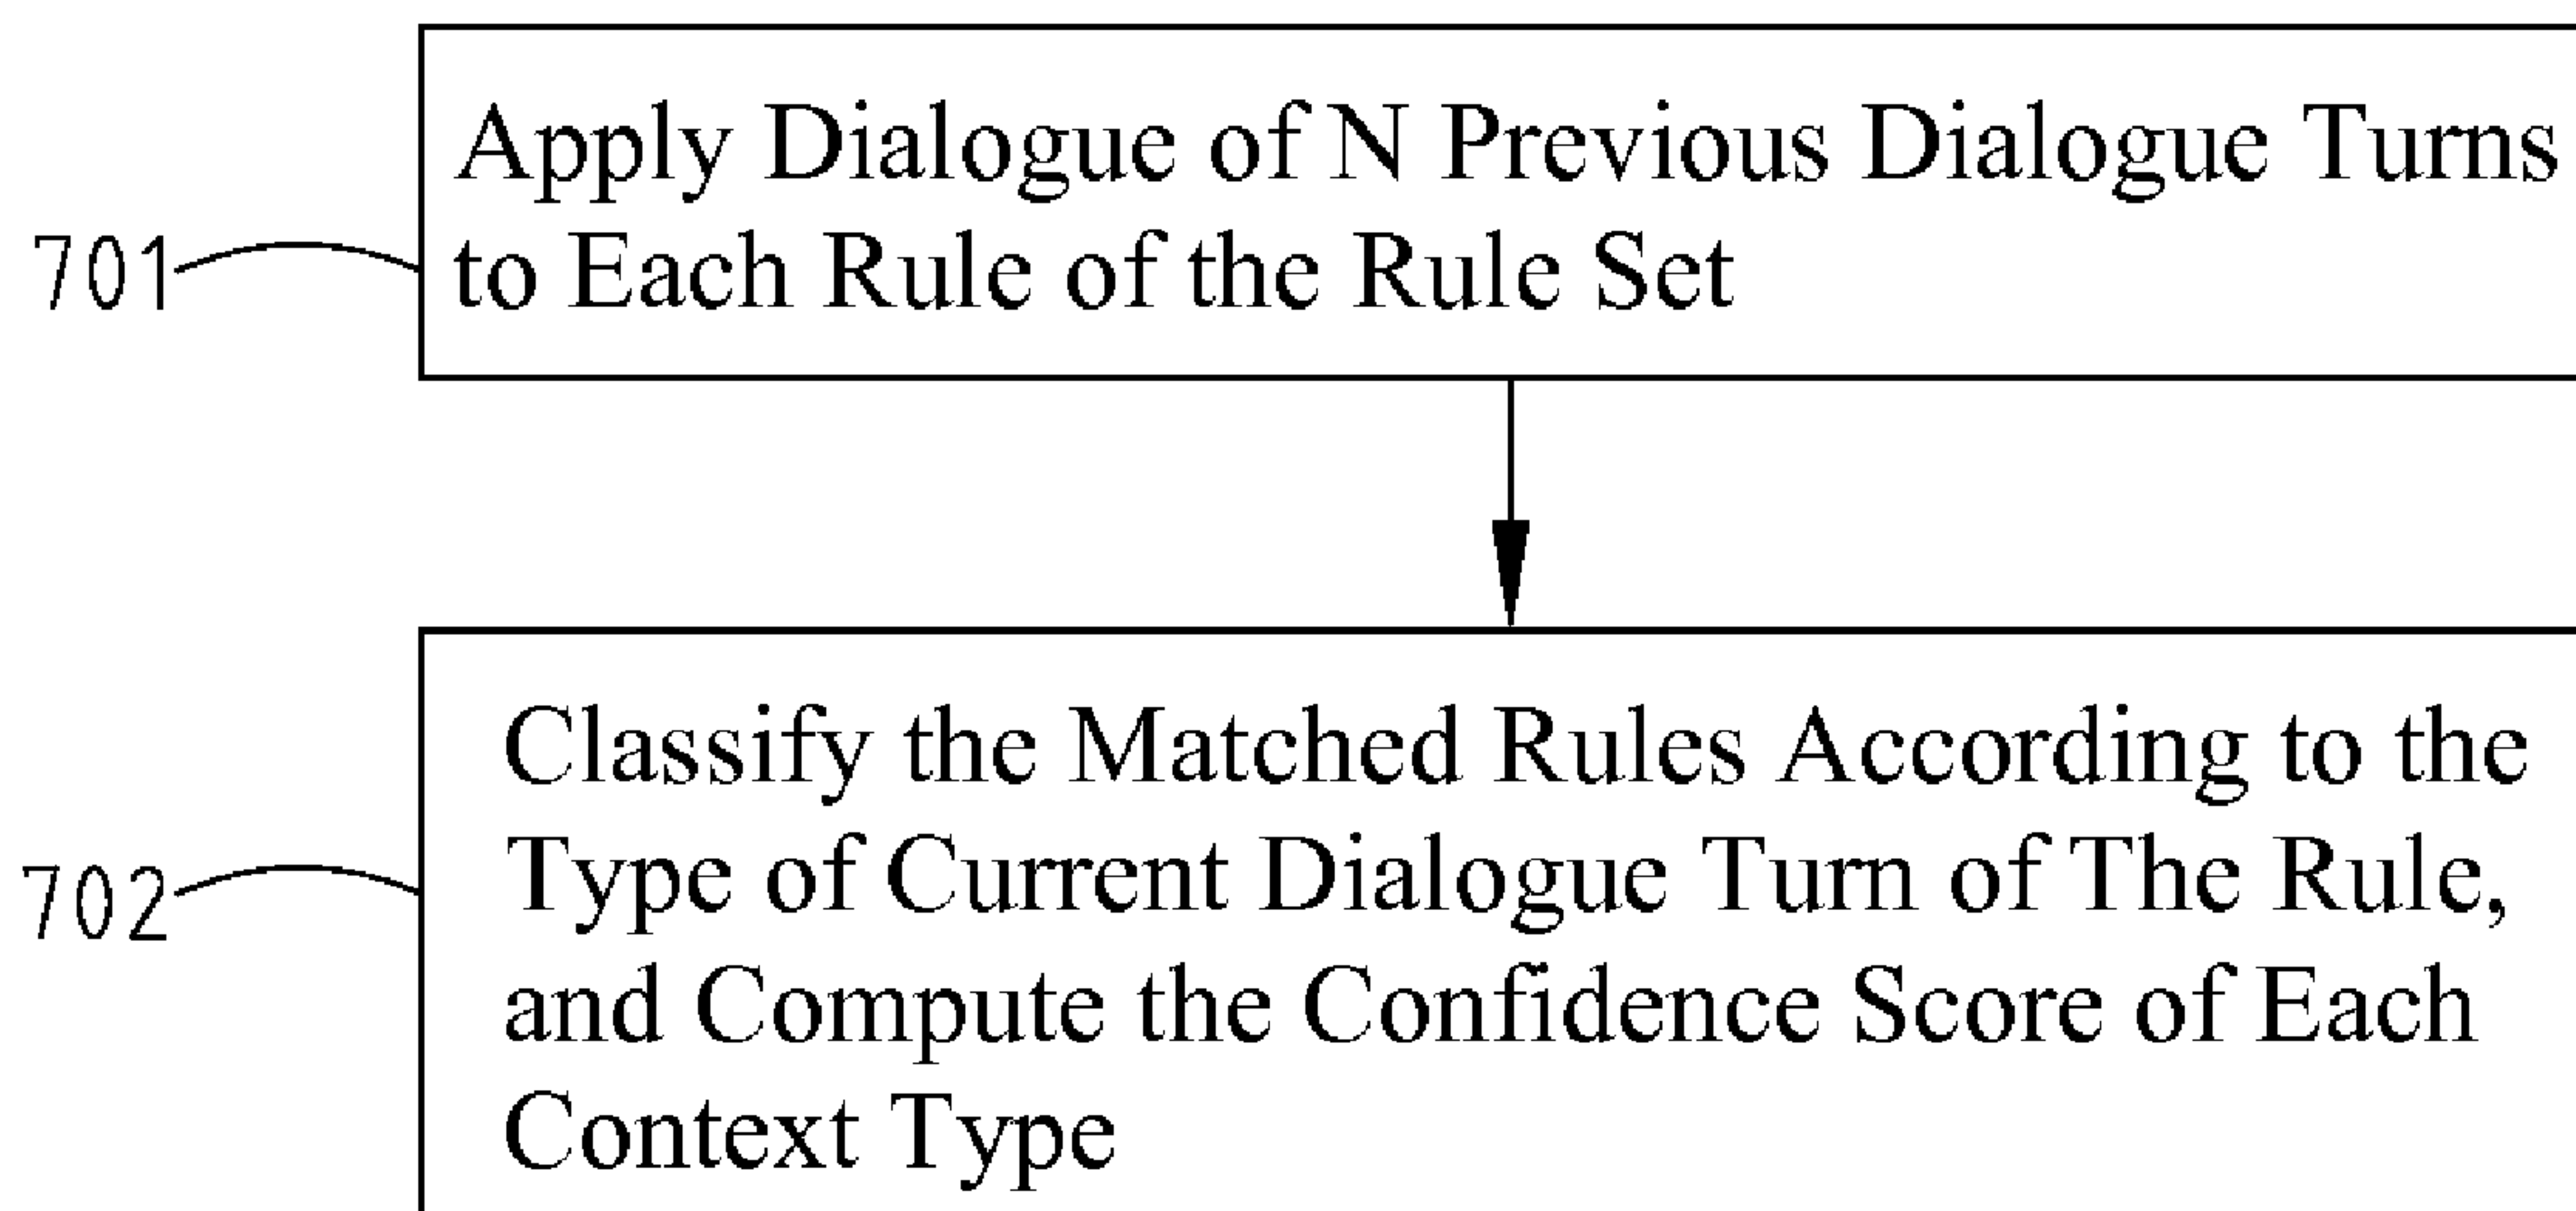 Apply Dialogue of N Previous Dialogue Turns
701
to Each Rule of the Rule Set
Classify the Matched Rules According to the
702
Type of Current Dialogue Turn of The Rule,
and Compute the Confidence Score of Each
Context Type